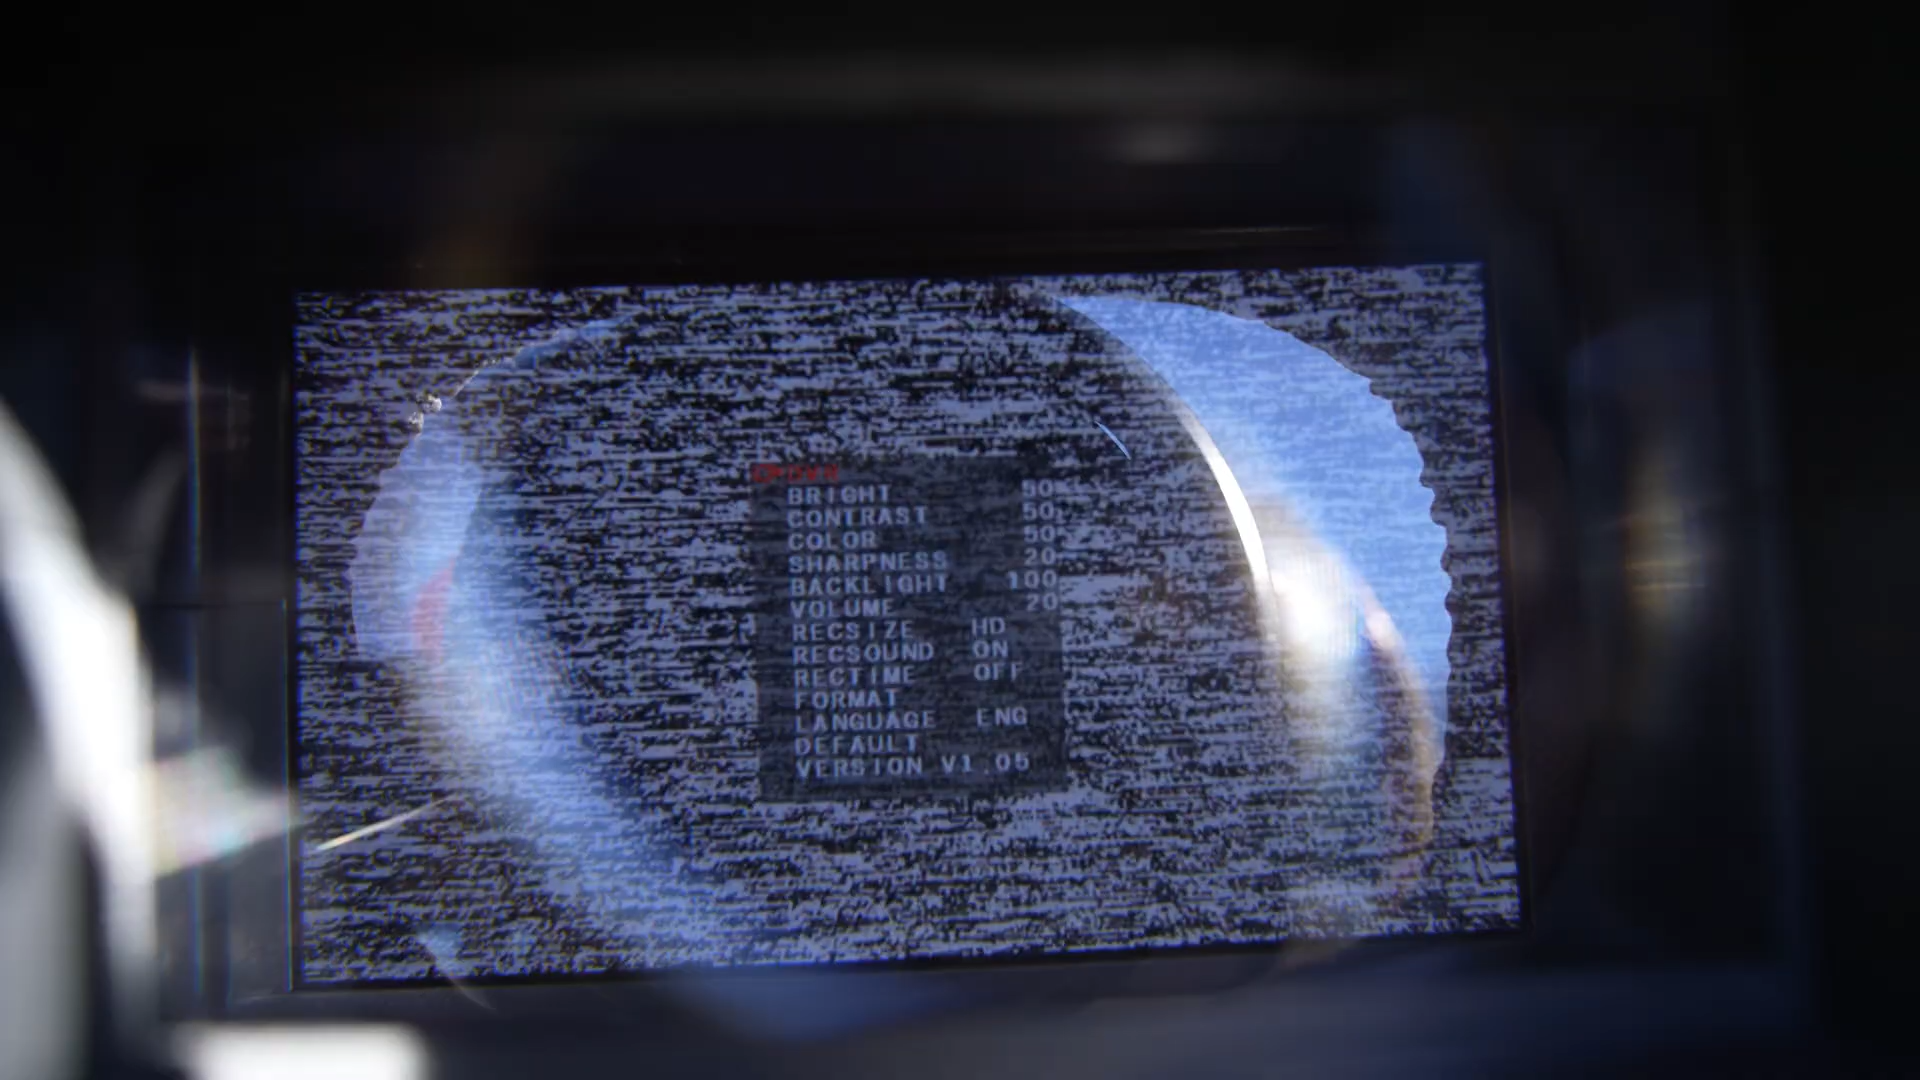 BRIGHT 50
CONTRAST 50
COLOR 50
SHARPNESS 20
BACKLIGHT 100
VOLUME 20
RECSIZE HD
RECSOUND ON
RECTIME OFF
FORMAT
LANGUAGE ENG
DEFAULT
VERSION V1.05